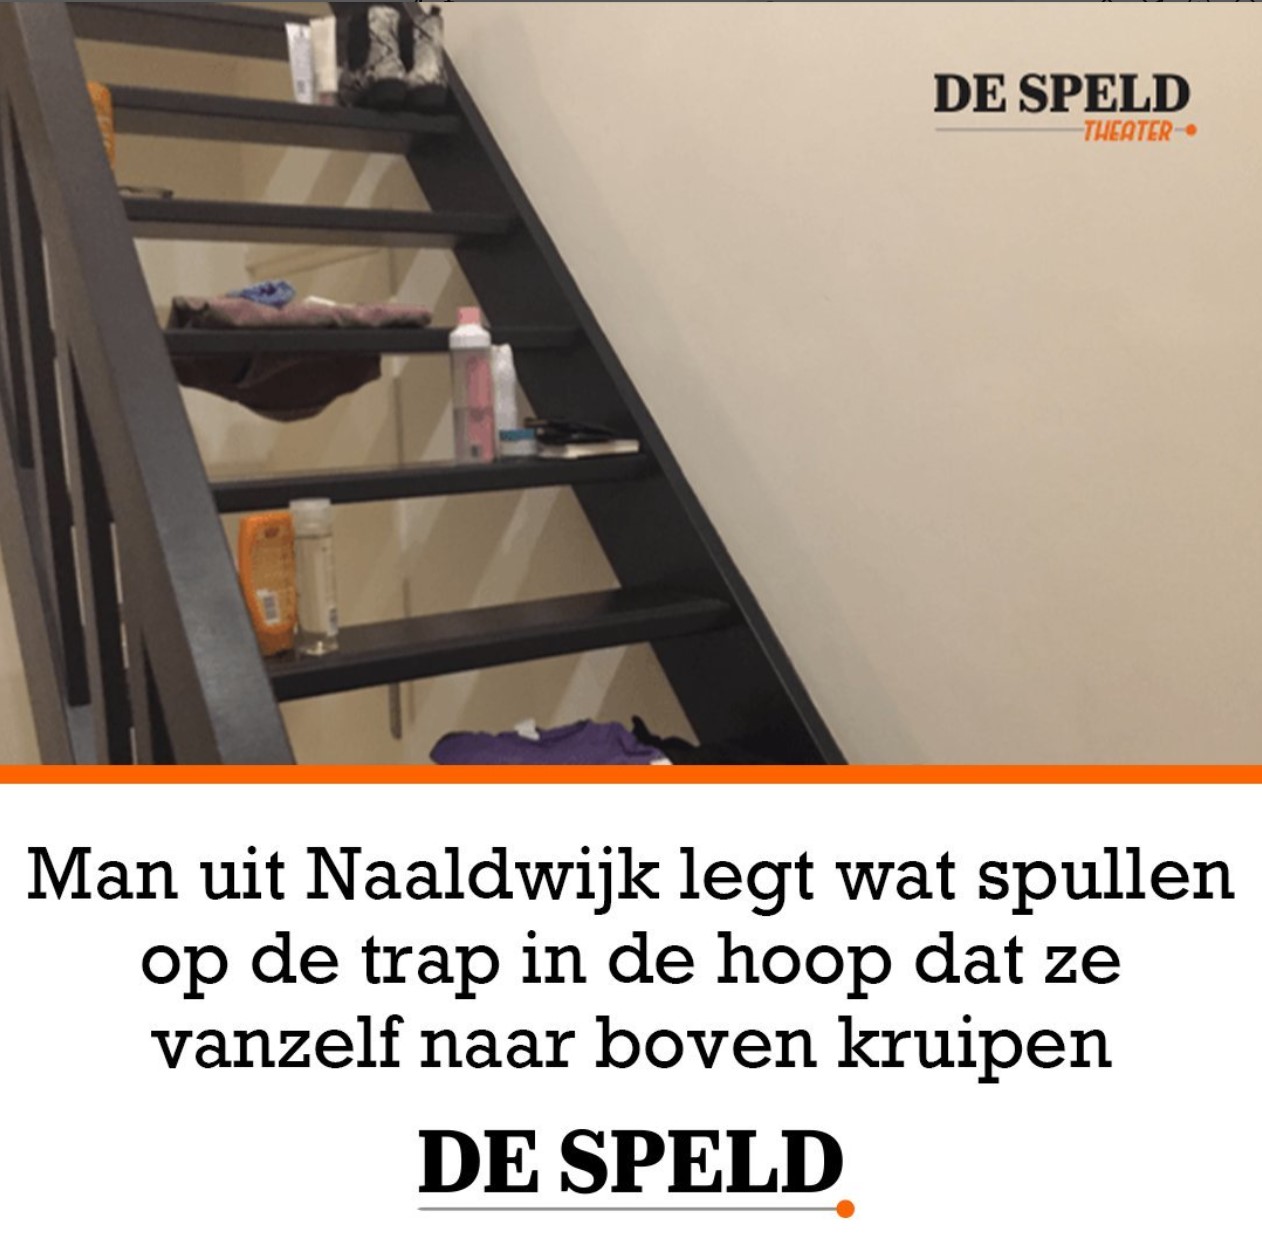 DE SPELD
THEATER
Man uit Naaldwijk legt wat spullen
op de trap in de hoop dat ze
vanzelf naar boven kruipen
DE SPELD